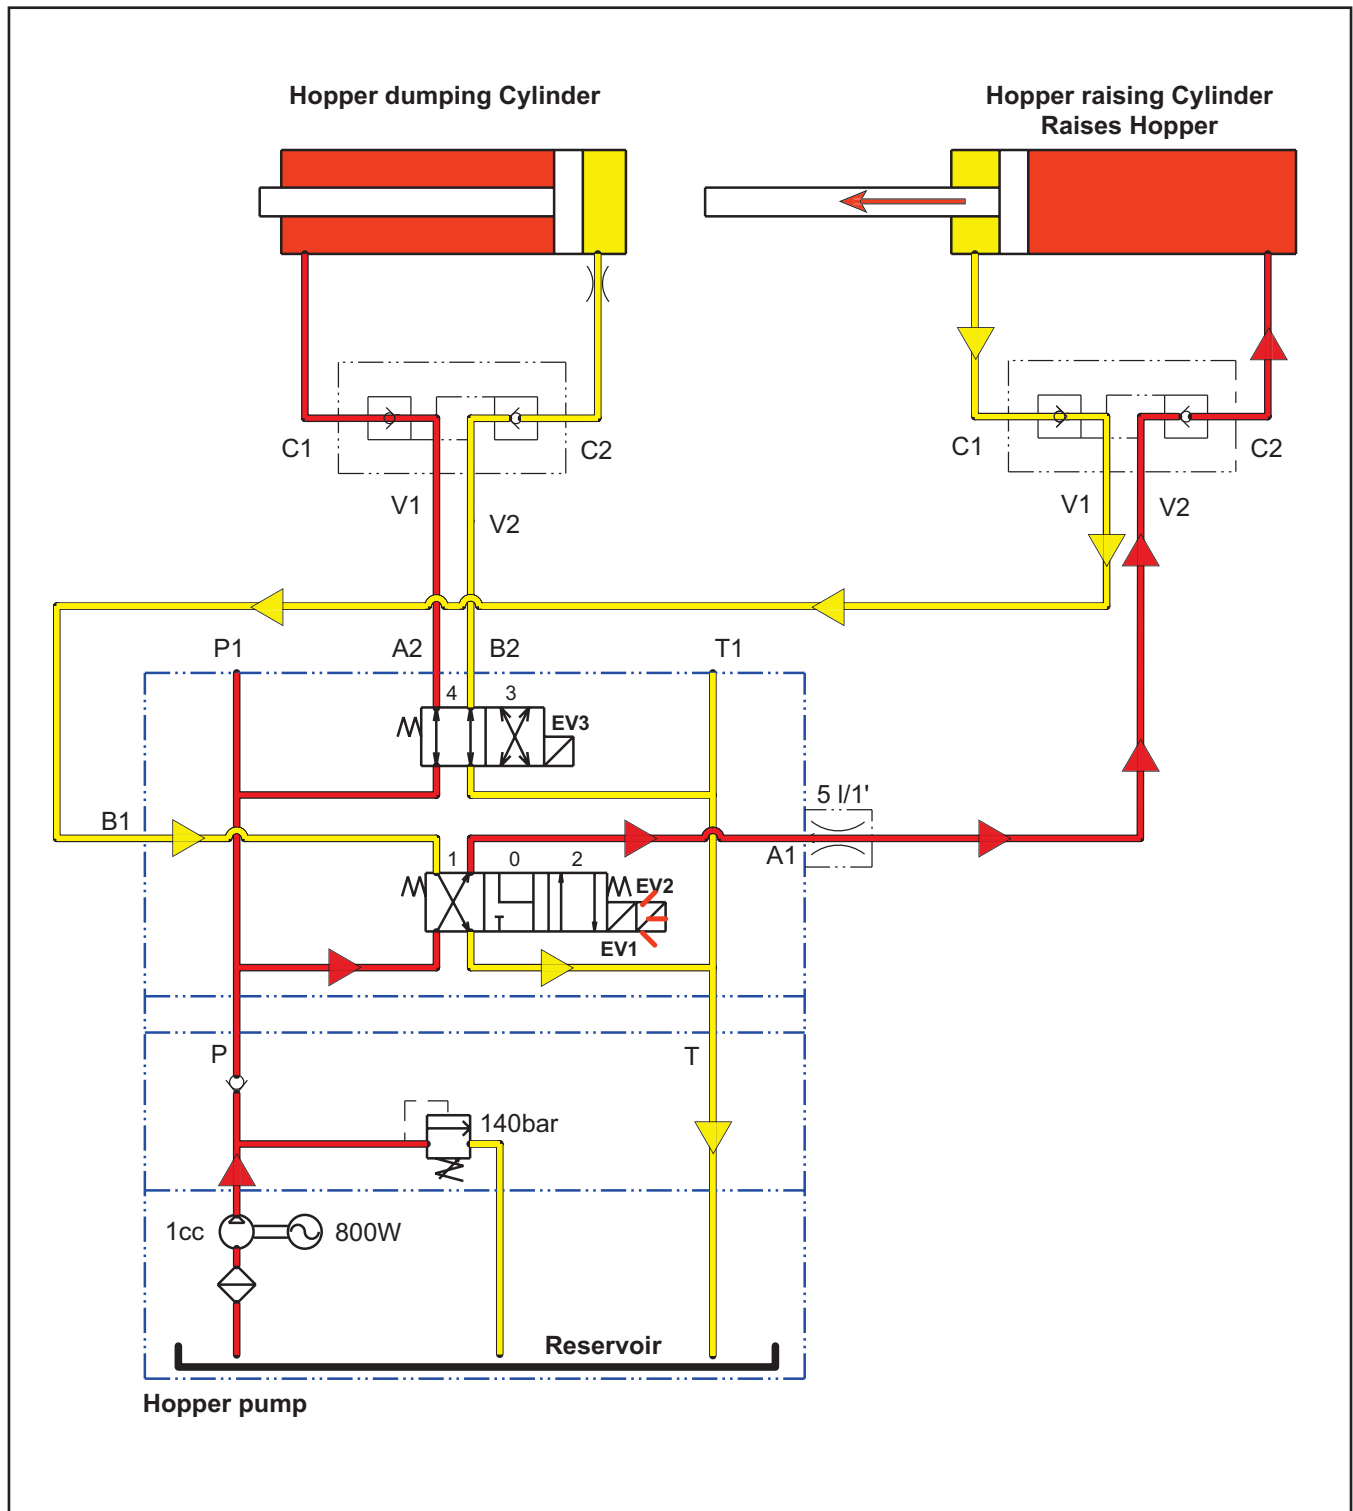 Hopper dumping Cylinder
Hopper raising Cylinder
Raises Hopper
C1
C2
C1
C2
V1
V2
V1
V2
P1
A2
B2
T1
4
3
EV3
5 l/1'
B1
A1
1
0
2
EV2
T
EV1
P
T
140bar
1cc
800W
Reservoir
Hopper pump